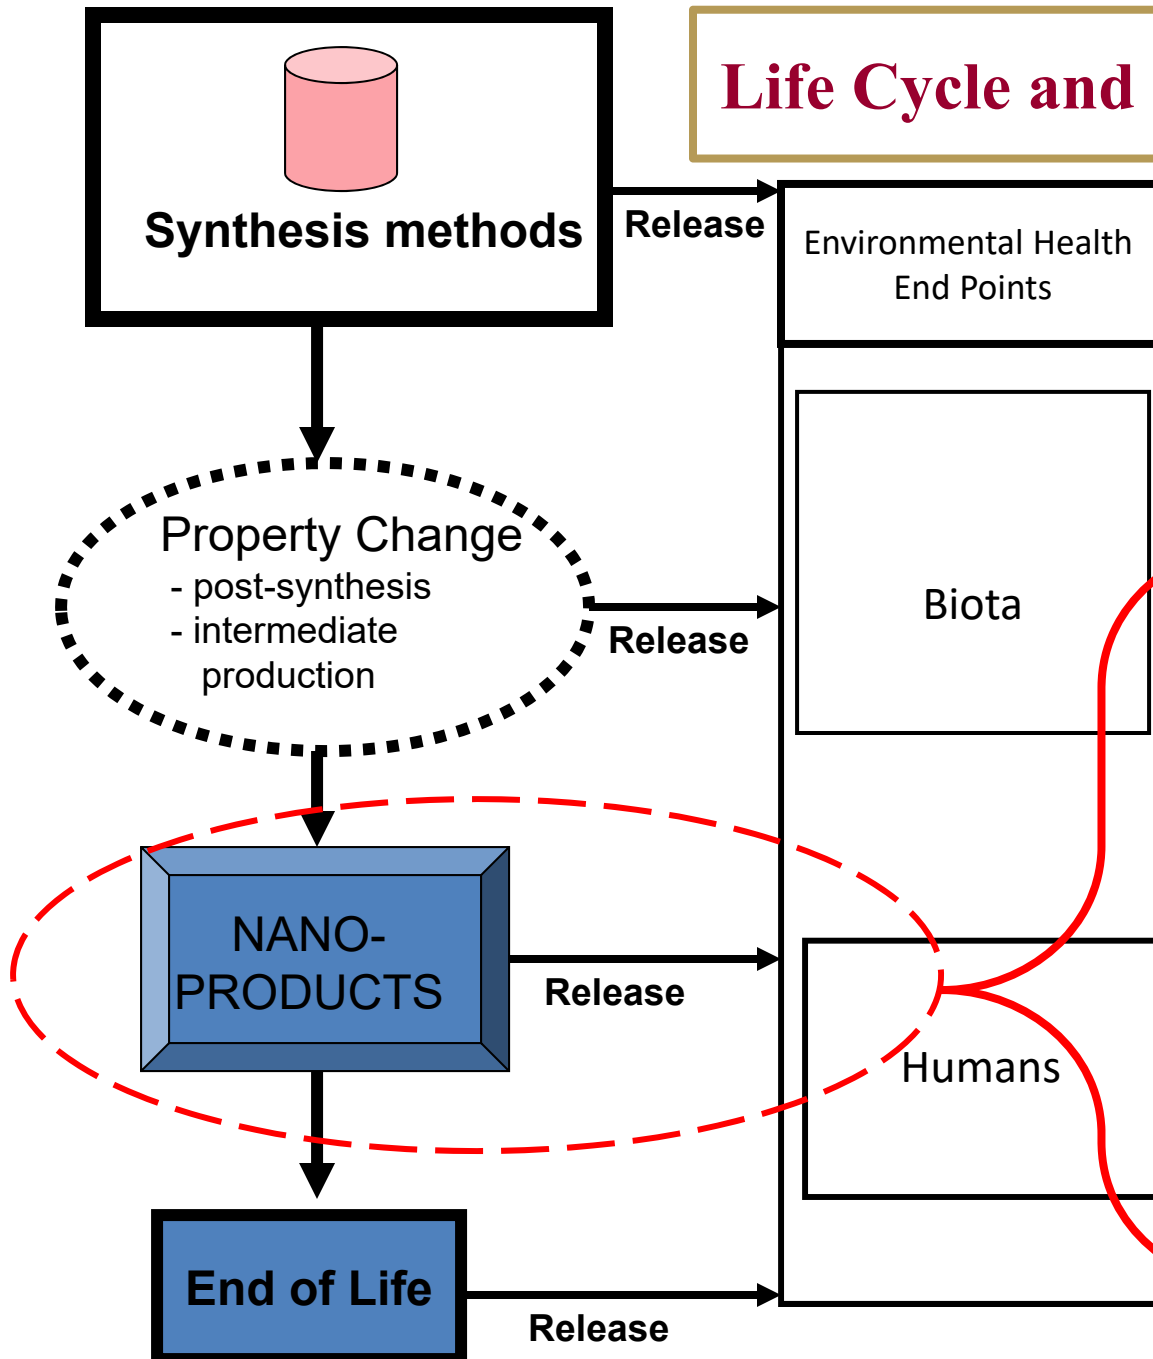 Life Cycle and
Synthesis methods
Release
Environmental Health
End Points
Property Change
- post-synthesis
- intermediate
production
Release
Biota
NANO-
PRODUCTS
Release
Humans
End of Life
Release